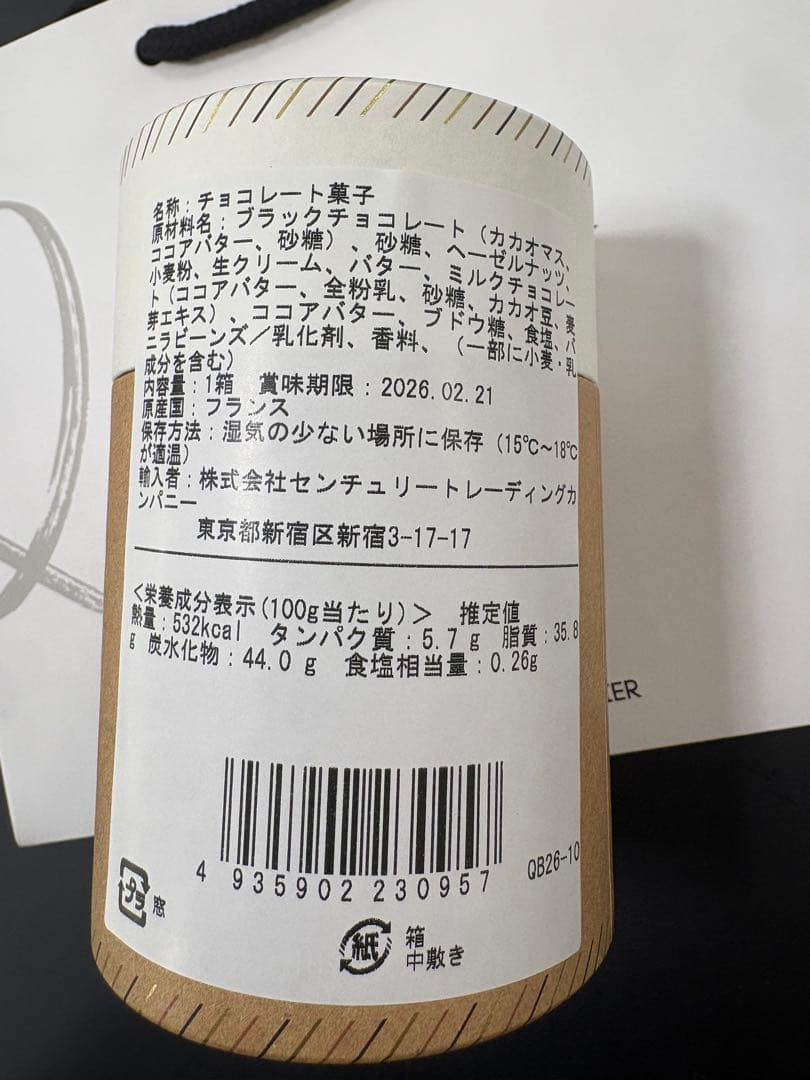 名称：チョコレート菓子
原材料名：ブラックチョコレート（カカオマス、
ココアバター、砂糖）、砂糖、ヘーゼルナッツ、
小麦粉、生クリーム、バター、ミルクチョコレー
ト（ココアバター、全粉乳、砂糖、カカオ豆、麦
芽エキス）、ココアバター、ブドウ糖、食塩、バ
ニラビーンズ／乳化剤、香料、（一部に小麦・乳
成分を含む）
内容量：1箱　賞味期限：2026.02.21
原産国：フランス
保存方法：湿気の少ない場所に保存（15℃～18℃
が適温）
輸入者：株式会社センチュリートレーディングカ
ンパニー
東京都新宿区新宿3-17-17
＜栄養成分表示(100g当たり)＞　推定値
熱量：532kcal　タンパク質：5.7ｇ　脂質：35.8
ｇ 炭水化物：44.0ｇ　食塩相当量：0.26g
IER
4 935902 230957
QB26-10
プラ 窓
紙 箱
中敷き